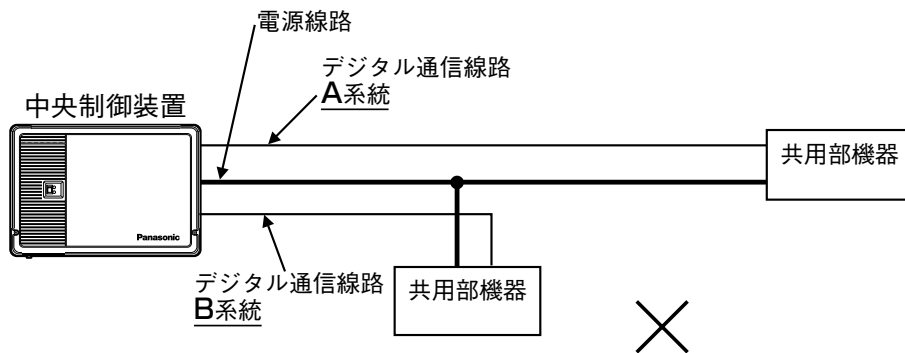 電源線路
デジタル通信線路
A系統
中央制御装置
共用部機器
Panasonic
デジタル通信線路
B系統
共用部機器